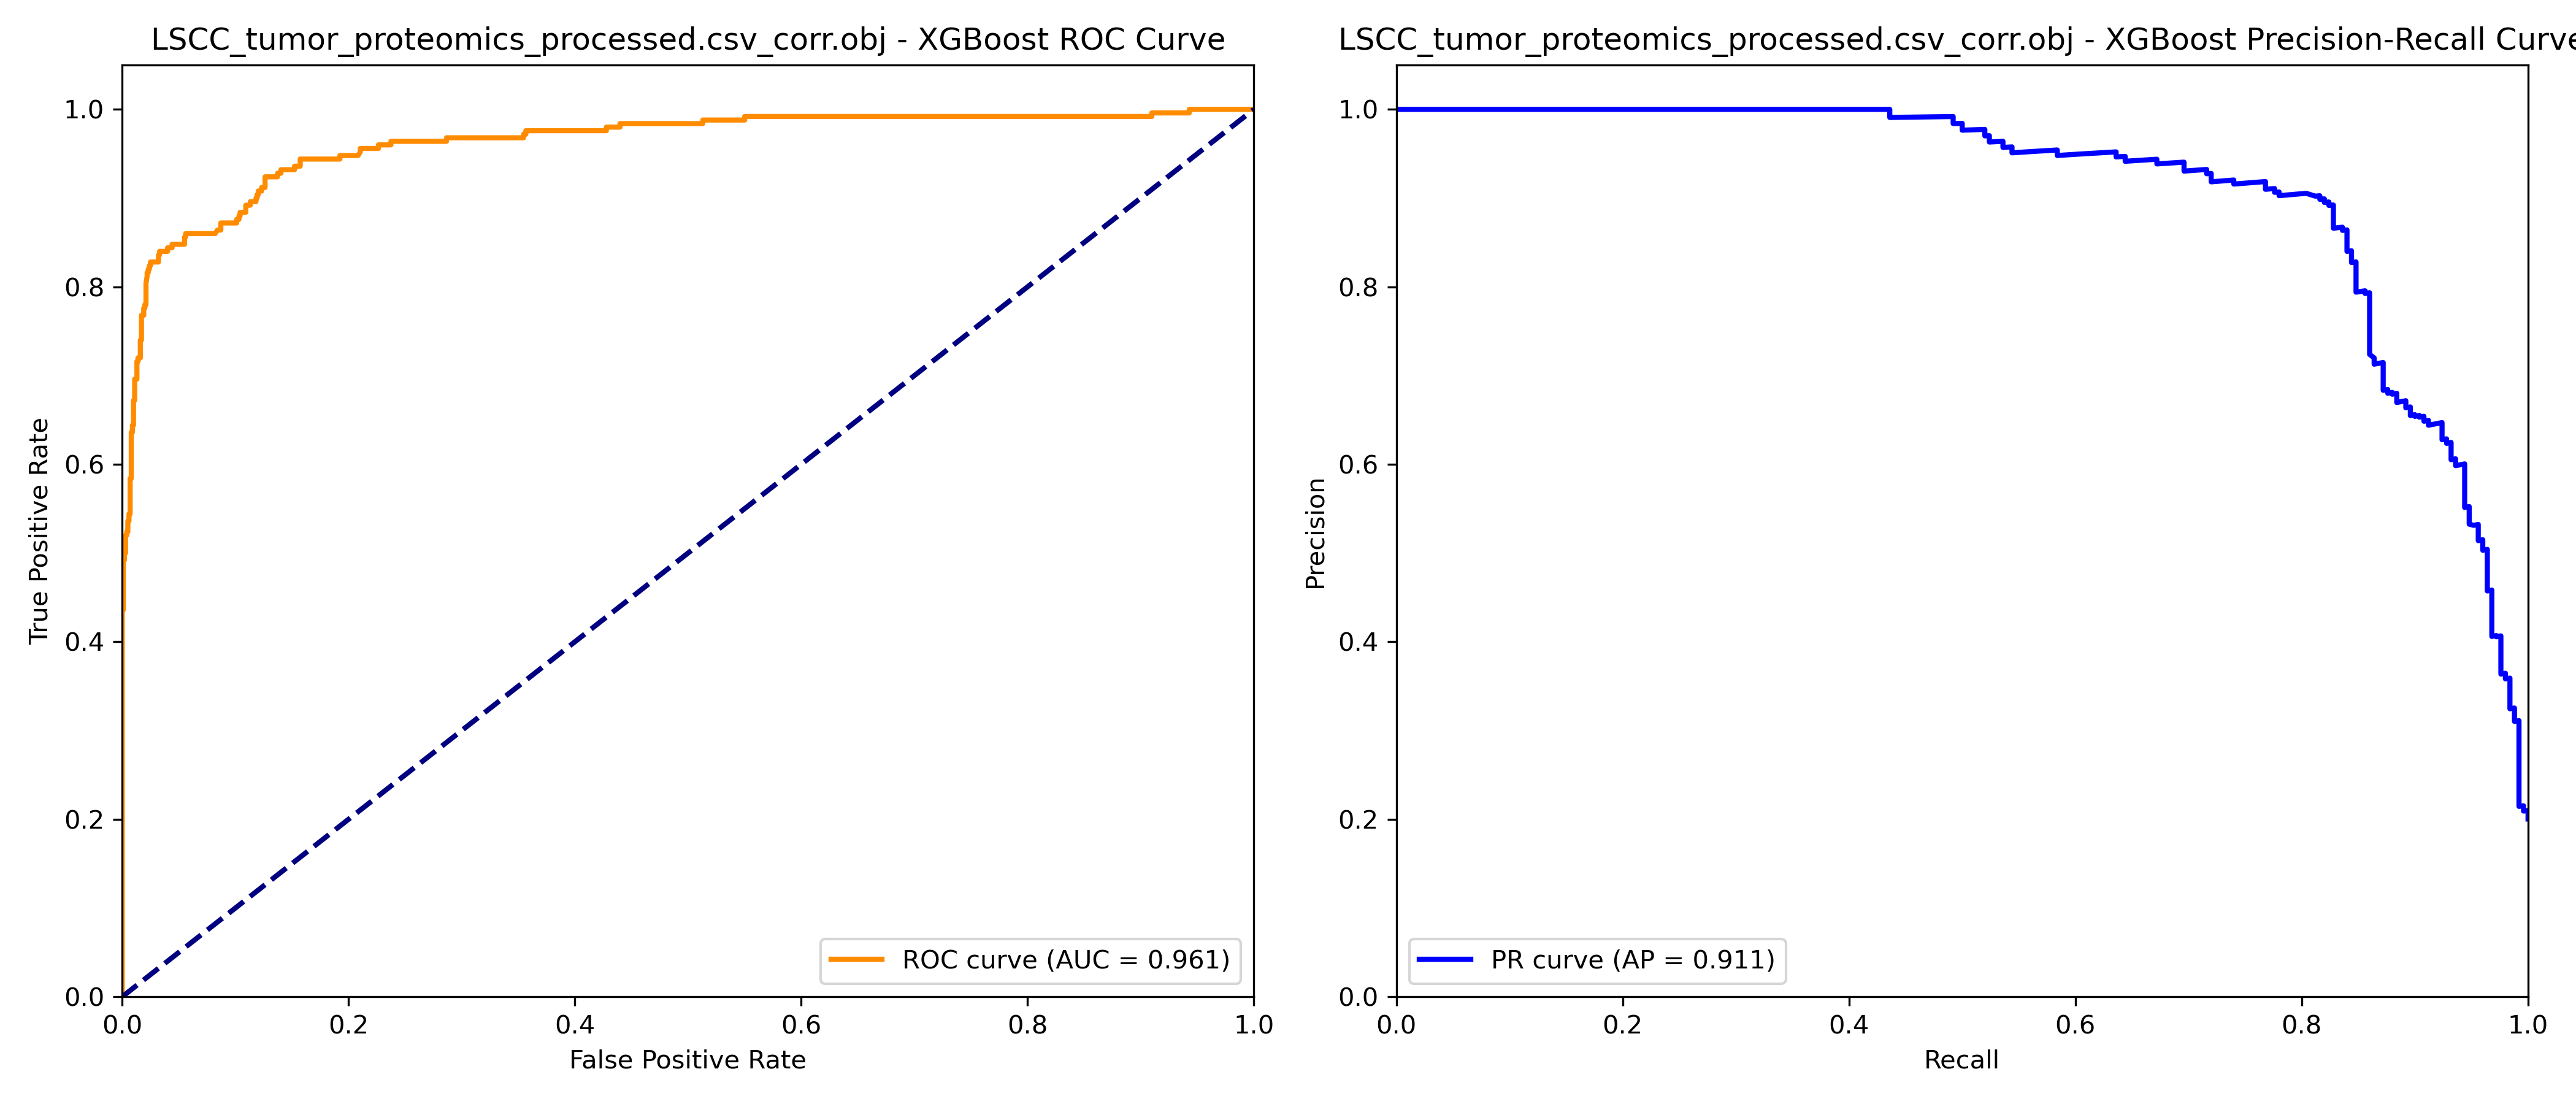 LSCC_tumor_proteomics_processed.csv_corr.obj - XGBoost ROC Curve
1.0
0.8
0.6
0.4
0.2
0.0
True Positive Rate
0.0 0.2 0.4 0.6 0.8 1.0
False Positive Rate
ROC curve (AUC = 0.961)
LSCC_tumor_proteomics_processed.csv_corr.obj - XGBoost Precision-Recall Curve
1.0
0.8
0.6
0.4
0.2
0.0
Precision
0.0 0.2 0.4 0.6 0.8 1.0
Recall
PR curve (AP = 0.911)